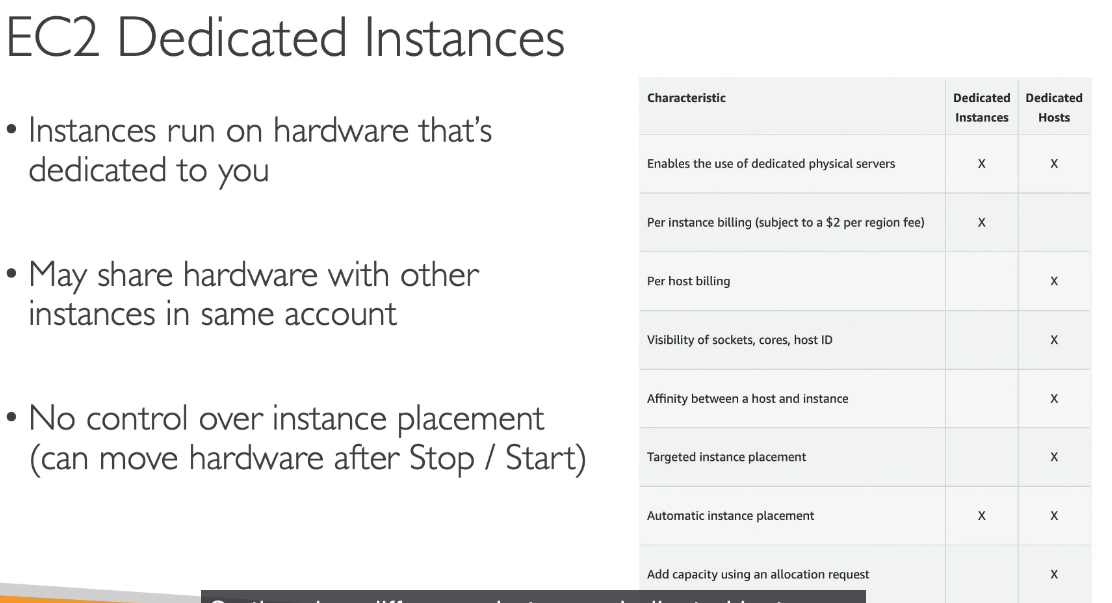 EC2 Dedicated Instances
• Instances run on hardware that's
dedicated to you
• May share hardware with other
instances in same account
• No control over instance placement
(can move hardware after Stop / Start)
Characteristic Dedicated Instances Dedicated Hosts
Enables the use of dedicated physical servers X X
Per instance billing (subject to a $2 per region fee) X
Per host billing X
Visibility of sockets, cores, host ID X
Affinity between a host and instance X
Targeted instance placement X
Automatic instance placement X X
Add capacity using an allocation request X